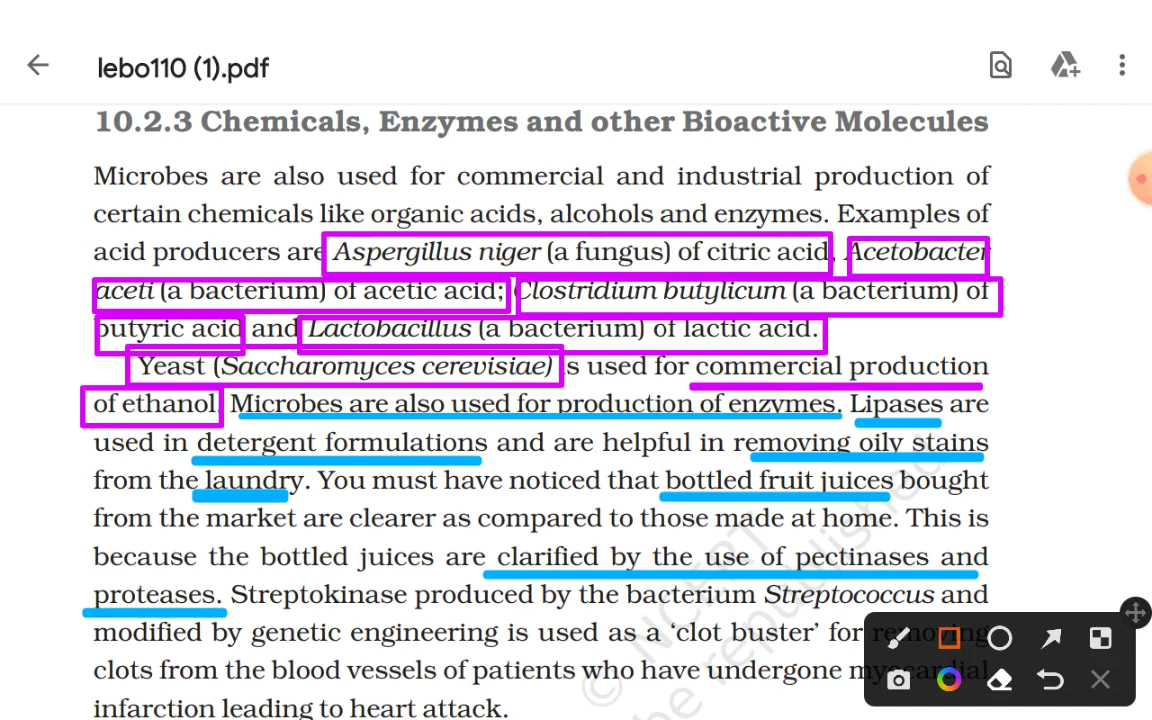 lebo110 (1).pdf
10.2.3 Chemicals, Enzymes and other Bioactive Molecules
Microbes are also used for commercial and industrial production of
certain chemicals like organic acids, alcohols and enzymes. Examples of
acid producers are Aspergillus niger (a fungus) of citric acid, Acetobacter
aceti (a bacterium) of acetic acid; Clostridium butylicum (a bacterium) of
butyric acid and Lactobacillus (a bacterium) of lactic acid.
Yeast (Saccharomyces cerevisiae) is used for commercial production
of ethanol. Microbes are also used for production of enzymes. Lipases are
used in detergent formulations and are helpful in removing oily stains
from the laundry. You must have noticed that bottled fruit juices bought
from the market are clearer as compared to those made at home. This is
because the bottled juices are clarified by the use of pectinases and
proteases. Streptokinase produced by the bacterium Streptococcus and
modified by genetic engineering is used as a ‘clot buster’ for removing
clots from the blood vessels of patients who have undergone myocardial
infarction leading to heart attack.
© NCERT
be republished